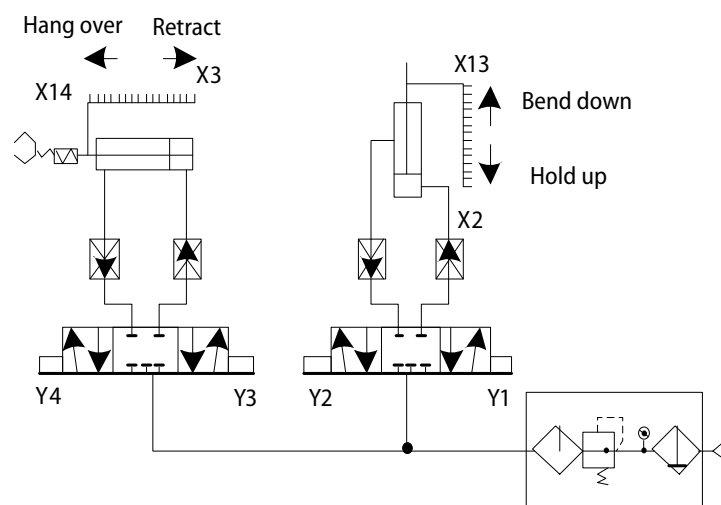 Hang over
Retract
X3
X14
X13
Bend down
Hold up
X2
Y4
Y3
Y2
Y1